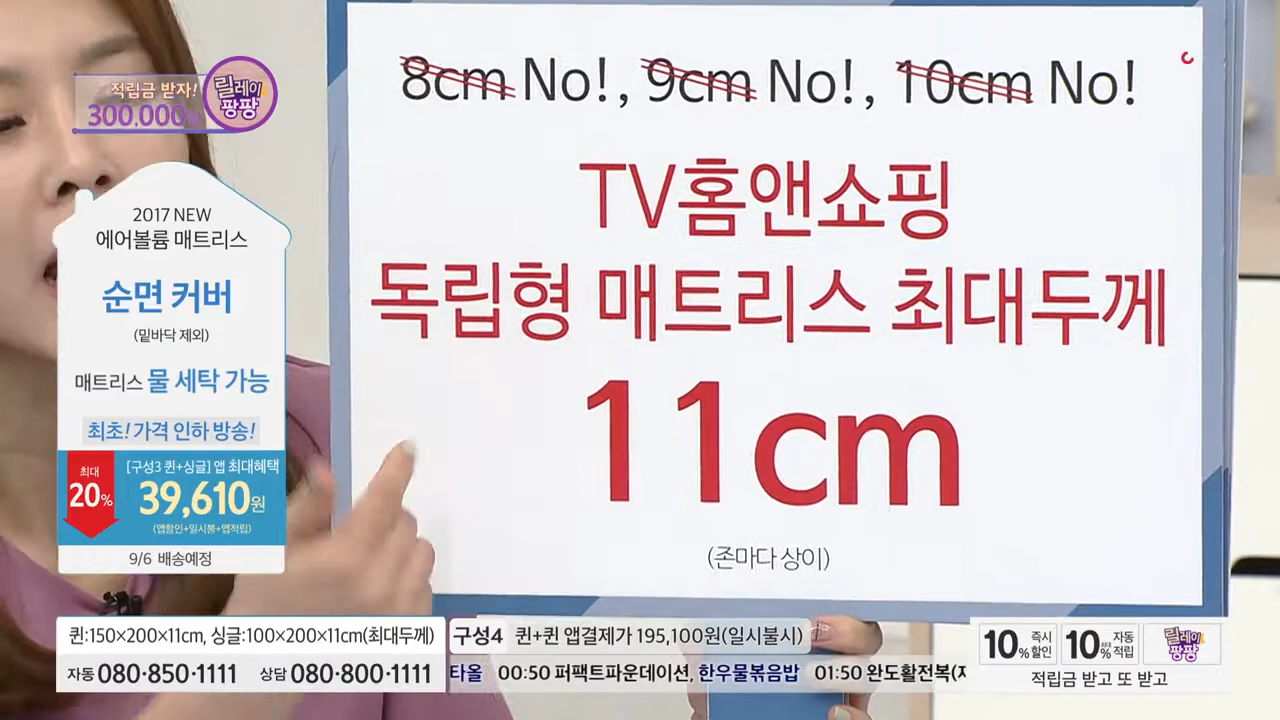 8cm No!, 9cm No!, 10cm No!
TV홈앤쇼핑
독립형 매트리스 최대두께
11cm
(존마다 상이)
적립금 받자!
300,000
릴레이
팡팡
2017 NEW
에어볼륨 매트리스
순면 커버
(밑바닥 제외)
매트리스 물 세탁 가능
최초! 가격 인하 방송!
최대
20%
[구성3 퀸+싱글] 앱 최대혜택
39,610원
(앱할인+일시불+앱적립)
9/6 배송예정
퀸:150×200×11cm, 싱글:100×200×11cm(최대두께)
자동 080·850·1111 상담 080·800·1111
구성4 퀸+퀸 앱결제가 195,100원(일시불시)
타올 00:50 퍼팩트파운데이션, 한우물볶음밥 01:50 완도활전복(
10% 즉시할인
10% 자동적립
릴레이
팡팡
적립금 받고 또 받고